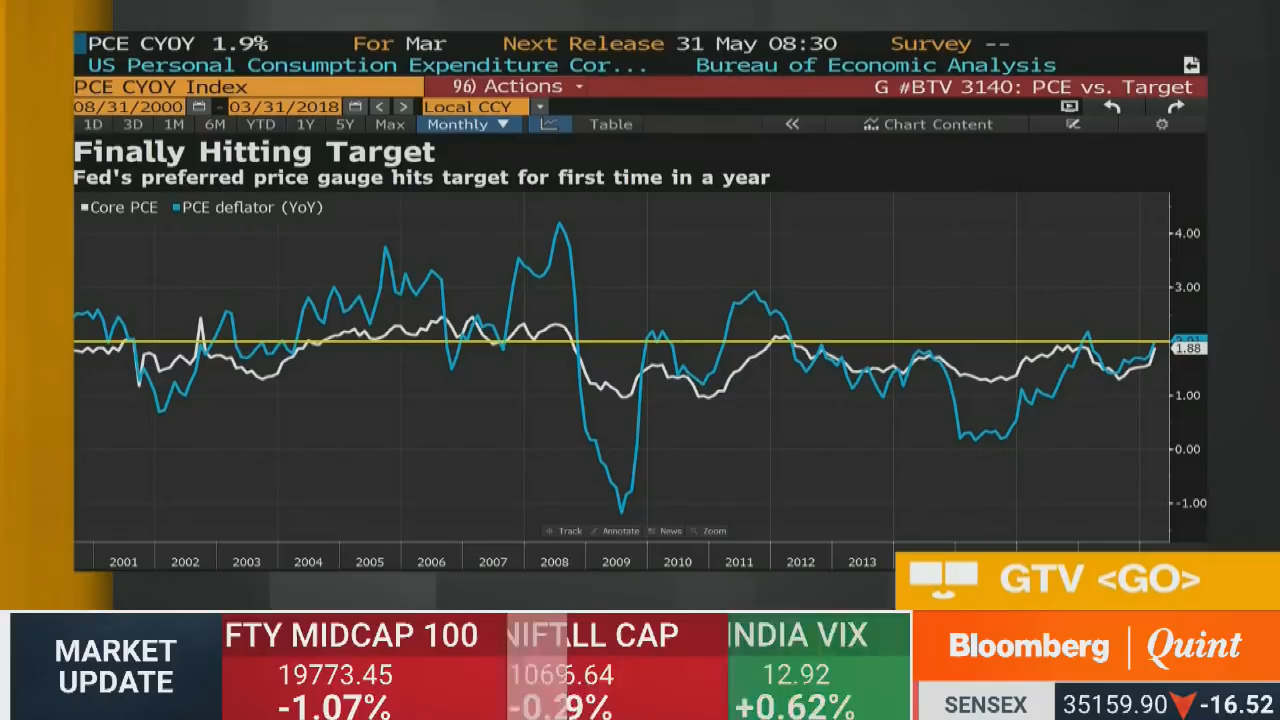 PCE CYOY 1.9% For Mar Next Release 31 May 08:30 Survey --
US Personal Consumption Expenditure Cor... Bureau of Economic Analysis
PCE CYOY Index 96) Actions G #BTV 3140: PCE vs. Target
08/31/2000 - 03/31/2018 < > Local CCY
1D 3D 1M 6M YTD 1Y 5Y Max Monthly ▼ Table « Chart Content
Finally Hitting Target
Fed's preferred price gauge hits target for first time in a year
Core PCE PCE deflator (YoY)
4.00
3.00
1.88
1.00
0.00
-1.00
Track Annotate News Zoom
2001 2002 2003 2004 2005 2006 2007 2008 2009 2010 2011 2012 2013
GTV <GO>
MARKET UPDATE
FTY MIDCAP 100
19773.45
-1.07%
ALL CAP
6.64
9%
INDIA VIX
12.92
+0.62%
Bloomberg | Quint
SENSEX 35159.90 -16.52